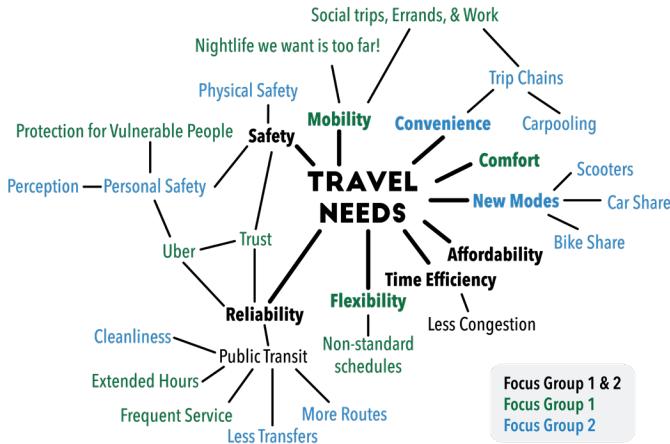 Social trips, Errands, & Work
Nightlife we want is too far!
Trip Chains
Physical Safety
Mobility
Convenience
Carpooling
Protection for Vulnerable People
Safety
Comfort
Scooters
TRAVEL
NEEDS
Perception
Personal Safety
New Modes
Car Share
Uber
Trust
Bike Share
Affordability
Time Efficiency
Reliability
Flexibility
Less Congestion
Cleanliness
Public Transit
Non-standard
schedules
Extended Hours
Frequent Service
More Routes
Less Transfers
Focus Group 1 & 2
Focus Group 1
Focus Group 2